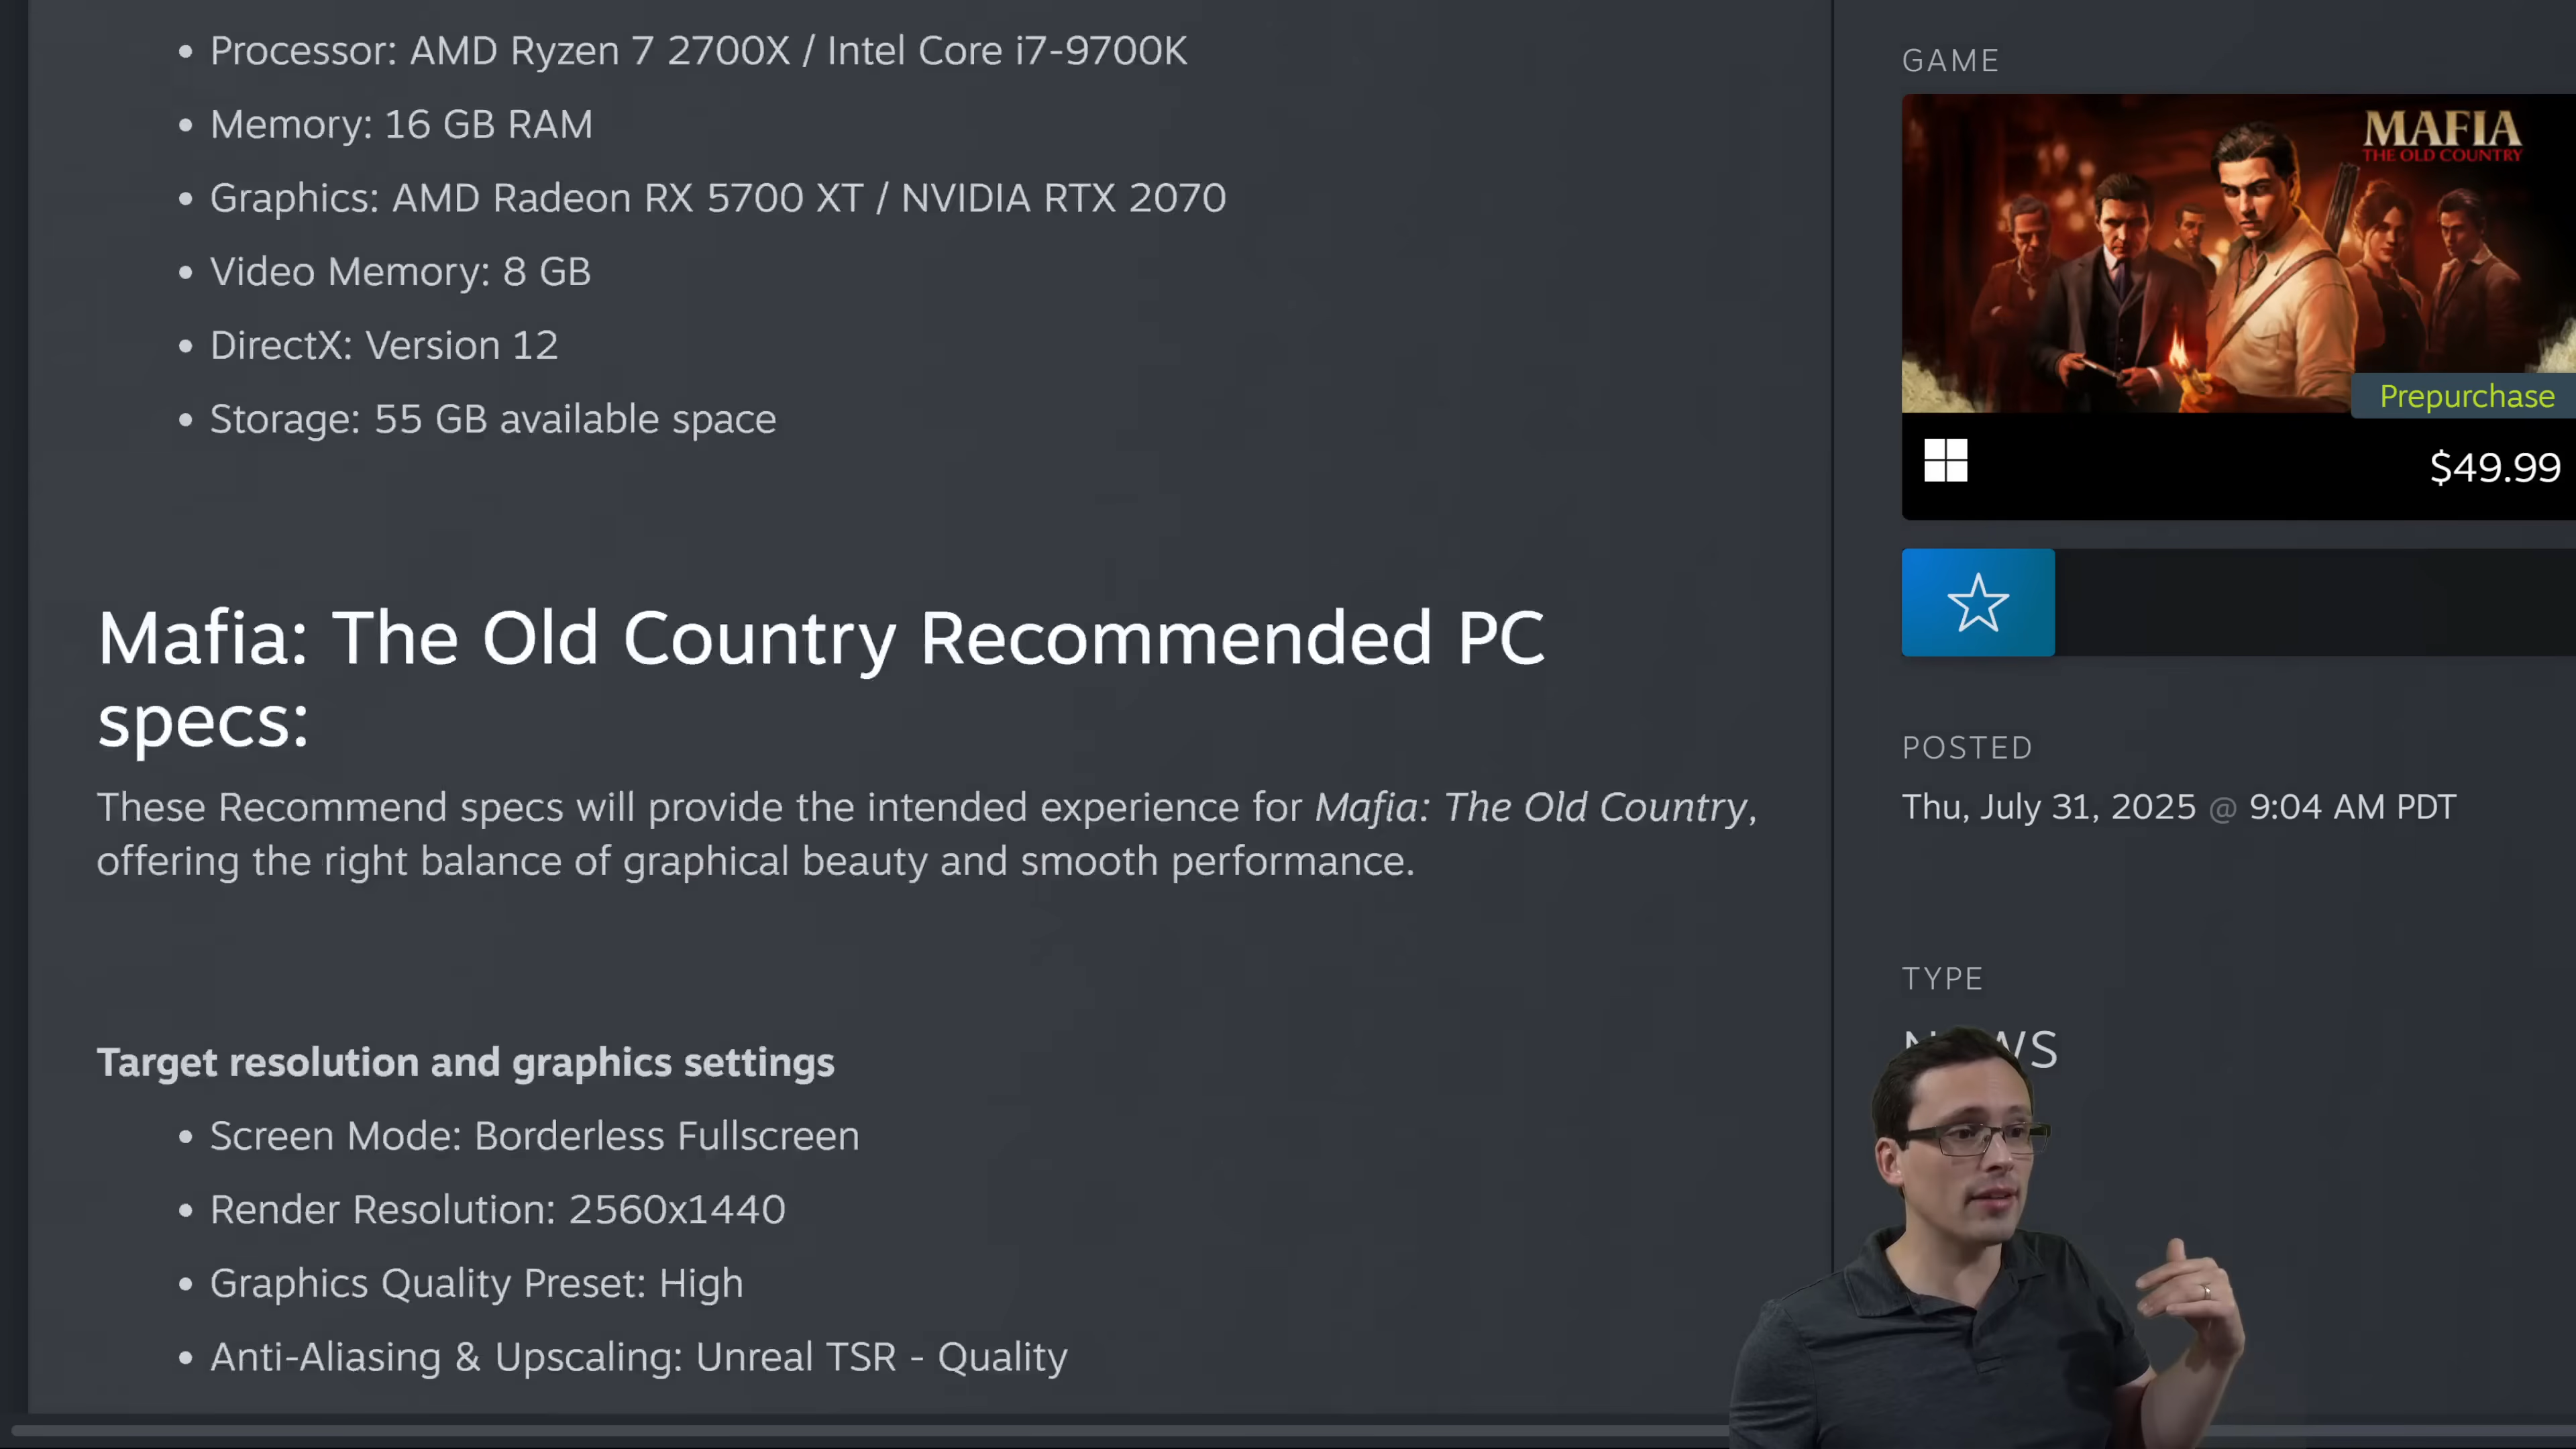 • Processor: AMD Ryzen 7 2700X / Intel Core i7-9700K
• Memory: 16 GB RAM
• Graphics: AMD Radeon RX 5700 XT / NVIDIA RTX 2070
• Video Memory: 8 GB
• DirectX: Version 12
• Storage: 55 GB available space
Mafia: The Old Country Recommended PC
specs:
These Recommend specs will provide the intended experience for Mafia: The Old Country,
offering the right balance of graphical beauty and smooth performance.
Target resolution and graphics settings
• Screen Mode: Borderless Fullscreen
• Render Resolution: 2560x1440
• Graphics Quality Preset: High
• Anti-Aliasing & Upscaling: Unreal TSR - Quality
GAME
MAFIA
THE OLD COUNTRY
Prepurchase
$49.99
POSTED
Thu, July 31, 2025 @ 9:04 AM PDT
TYPE